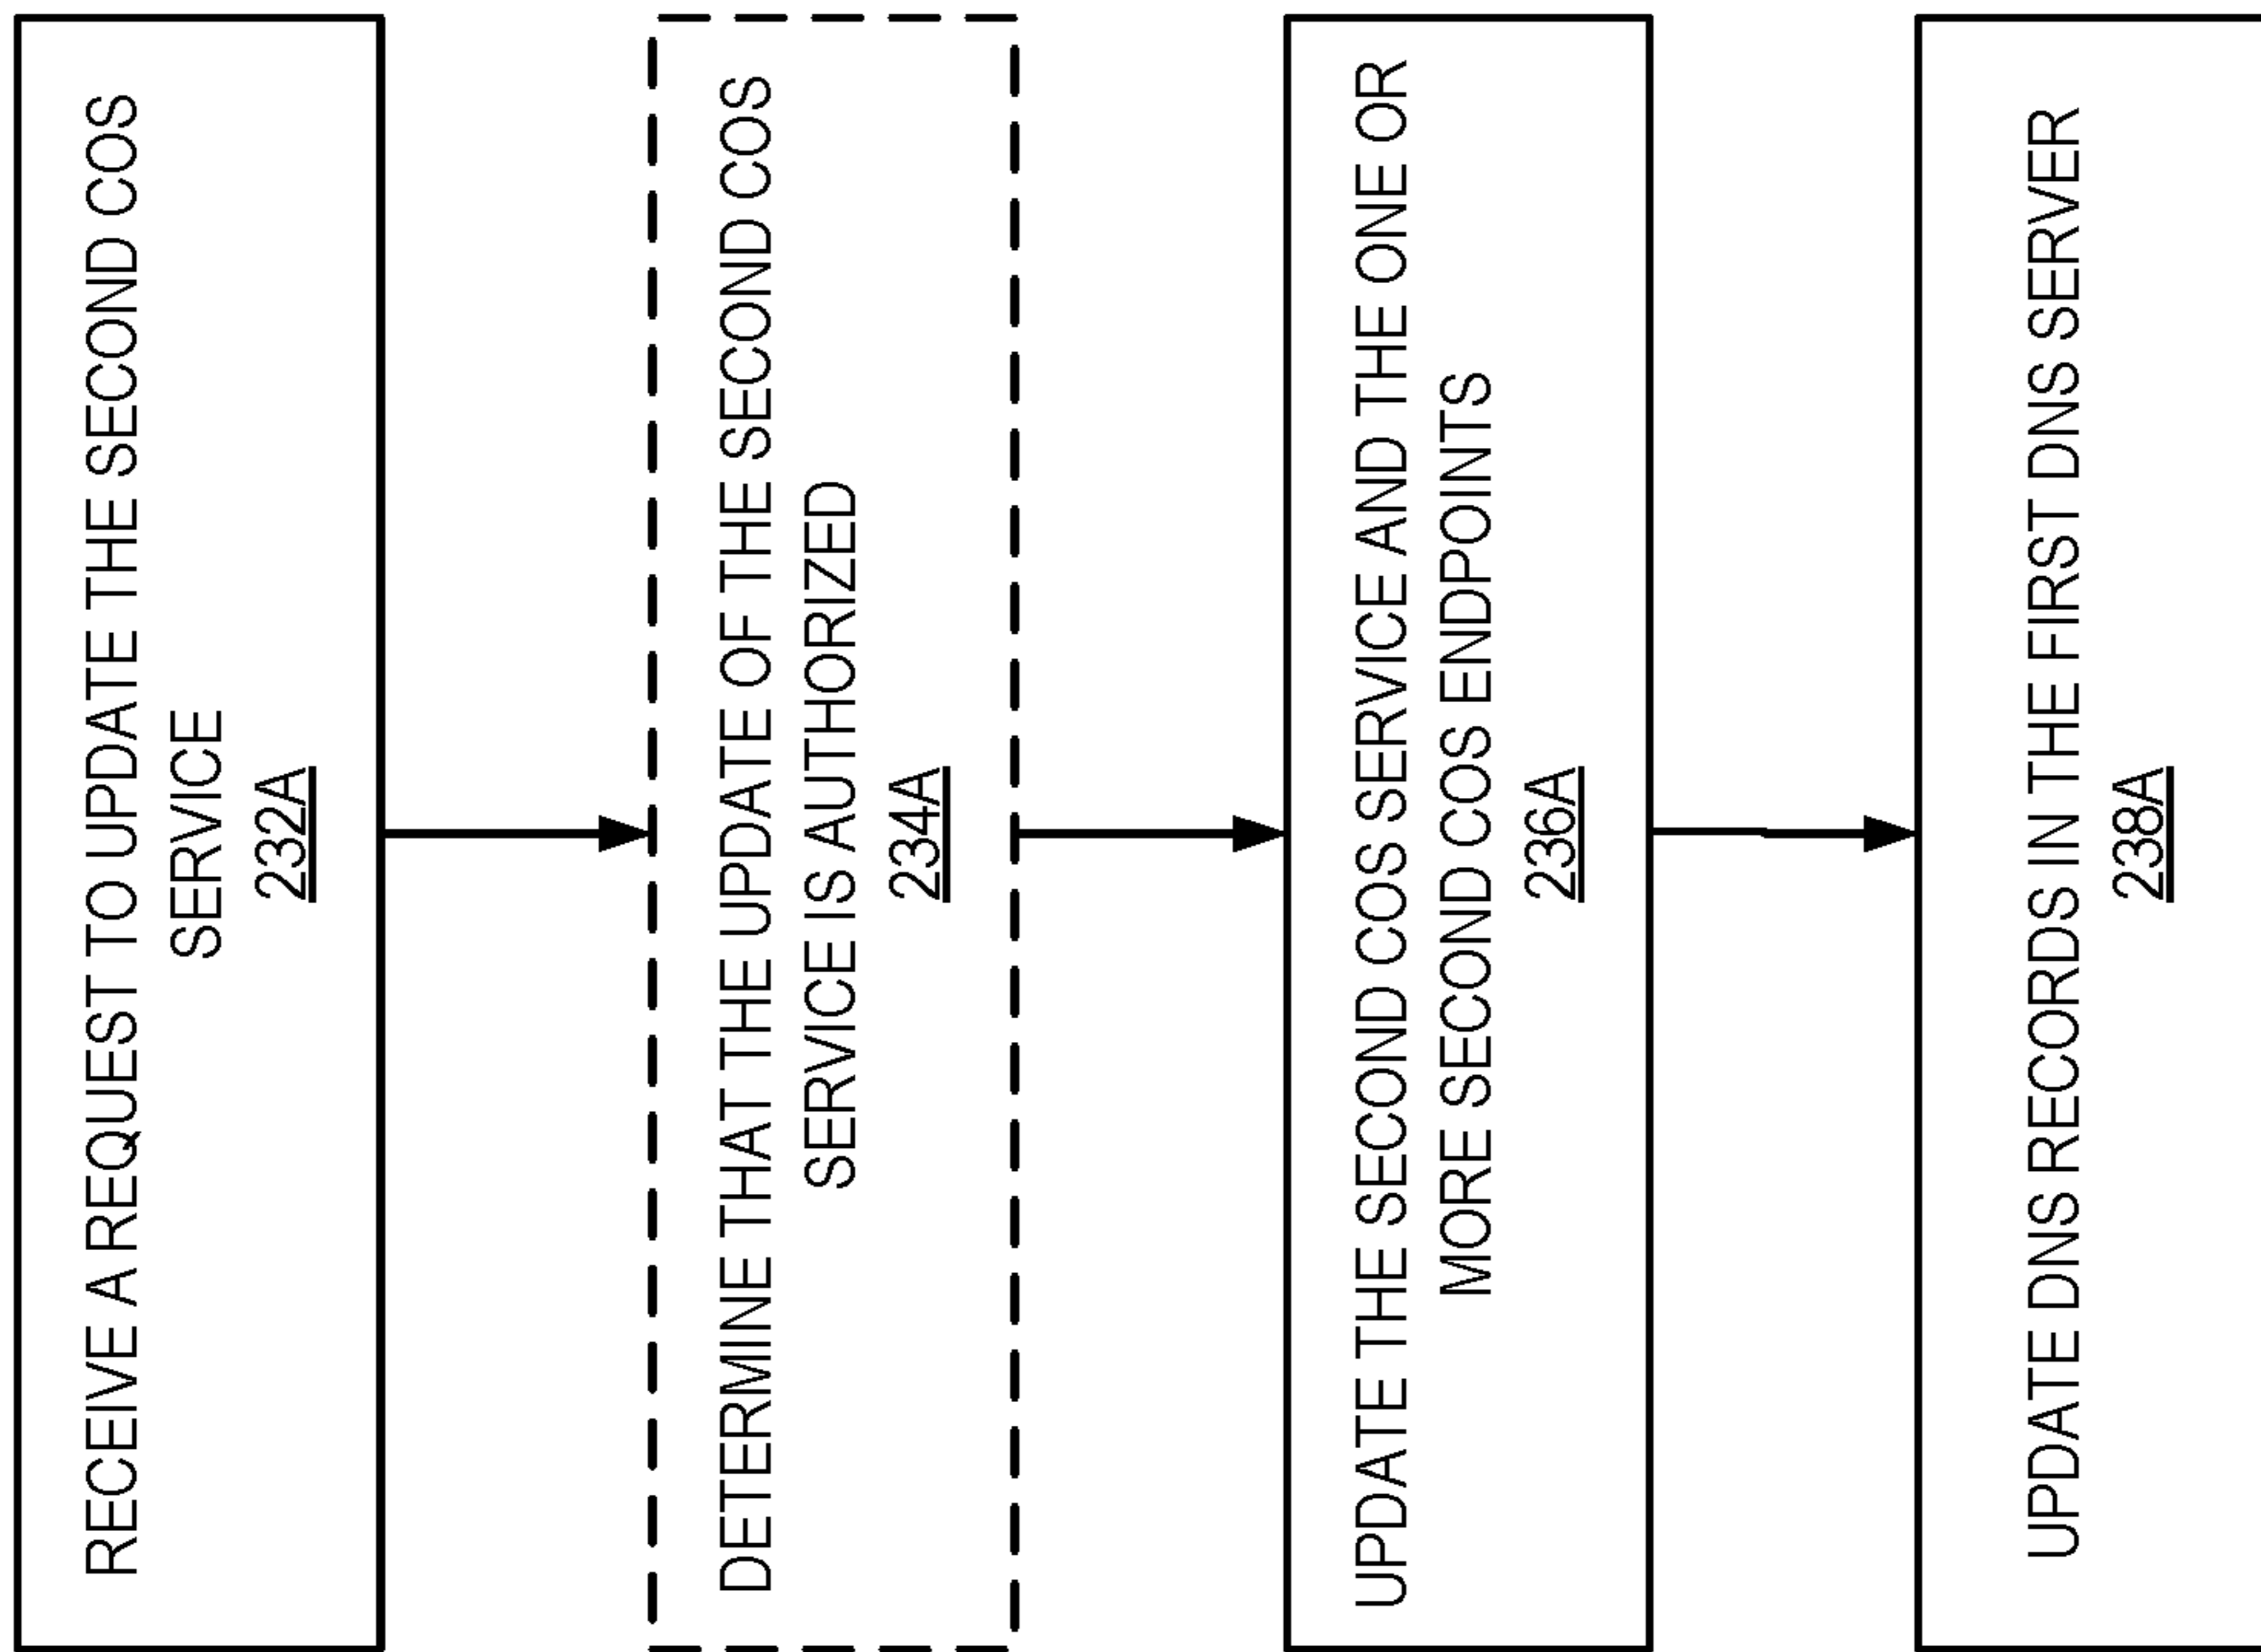 RECEIVE A REQUEST TO UPDATE THE SECOND COS
SERVICE
232A
DETERMINE THAT THE UPDATE OF THE SECOND COS
SERVICE IS AUTHORIZED
234A
UPDATE THE SECOND COS SERVICE AND THE ONE OR
MORE SECOND COS ENDPOINTS
236A
UPDATE DNS RECORDS IN THE FIRST DNS SERVER
238A